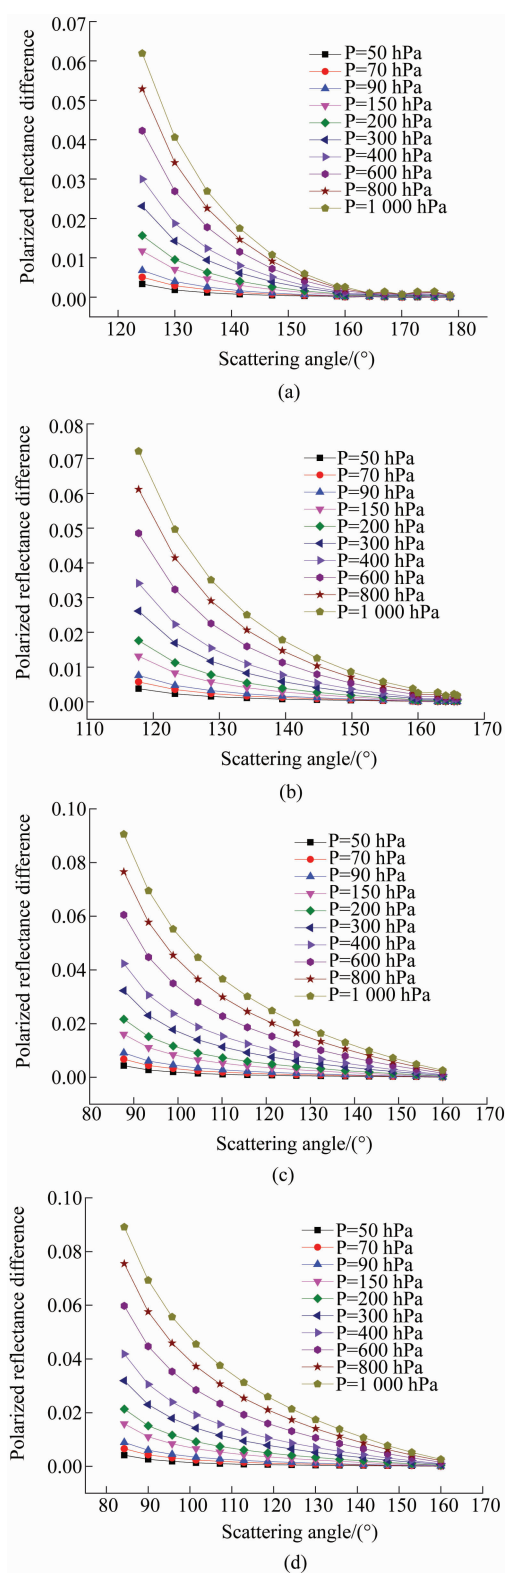 0.07
0.06
0.05
0.04
0.03
0.02
0.01
0.00
Polarized reflectance difference
P=50 hPa
P=70 hPa
P=90 hPa
P=150 hPa
P=200 hPa
P=300 hPa
P=400 hPa
P=600 hPa
P=800 hPa
P=1 000 hPa
120 130 140 150 160 170 180
Scattering angle/(°)
(a)
0.08
0.07
0.06
0.05
0.04
0.03
0.02
0.01
0.00
Polarized reflectance difference
P=50 hPa
P=70 hPa
P=90 hPa
P=150 hPa
P=200 hPa
P=300 hPa
P=400 hPa
P=600 hPa
P=800 hPa
P=1 000 hPa
110 120 130 140 150 160 170
Scattering angle/(°)
(b)
0.10
0.08
0.06
0.04
0.02
0.00
Polarized reflectance difference
P=50 hPa
P=70 hPa
P=90 hPa
P=150 hPa
P=200 hPa
P=300 hPa
P=400 hPa
P=600 hPa
P=800 hPa
P=1 000 hPa
80 90 100 110 120 130 140 150 160 170
Scattering angle/(°)
(c)
0.10
0.08
0.06
0.04
0.02
0.00
Polarized reflectance difference
P=50 hPa
P=70 hPa
P=90 hPa
P=150 hPa
P=200 hPa
P=300 hPa
P=400 hPa
P=600 hPa
P=800 hPa
P=1 000 hPa
80 90 100 110 120 130 140 150 160 170
Scattering angle/(°)
(d)